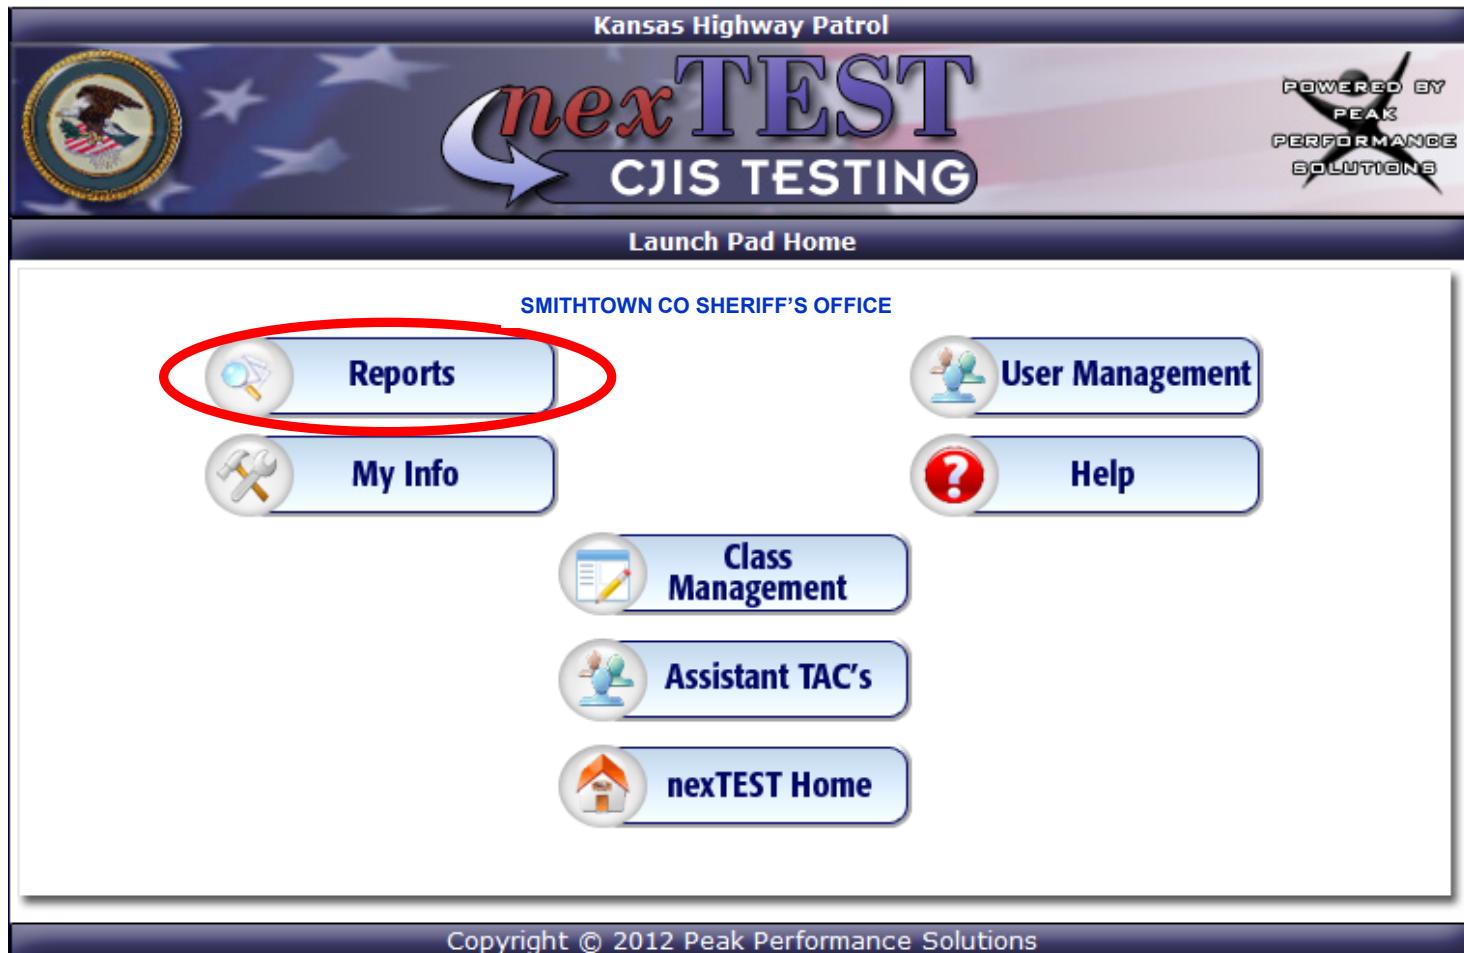 Kansas Highway Patrol
nexTEST
CJIS TESTING
POWERED BY
PEAK
PERFORMANCE
SOLUTIONS
Launch Pad Home
SMITHTOWN CO SHERIFF'S OFFICE
Reports
User Management
My Info
Help
Class
Management
Assistant TAC's
nexTEST Home
Copyright © 2012 Peak Performance Solutions